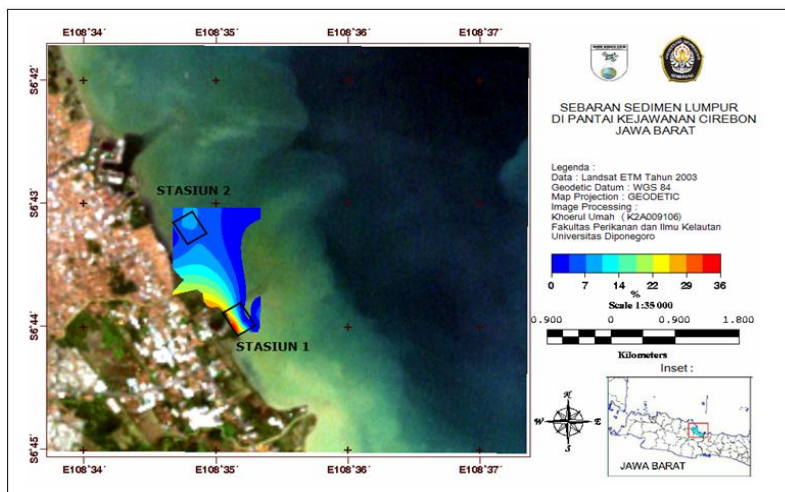 E108°34´ E108°35´ E108°36´ E108°37´
S6°42´
S6°43´
S6°44´
S6°45´
STASIUN 2
STASIUN 1
E108°34´ E108°35´ E108°36´ E108°37´
SEBARAN SEDIMEN LUMPUR
DI PANTAI KEJAWANAN CIREBON
JAWA BARAT
Legenda :
Data : Landsat ETM Tahun 2003
Geodetic Datum : WGS 84
Map Projection : GEODETIC
Image Processing :
Khoerul Umah ( K2A009106)
Fakultas Perikanan dan Ilmu Kelautan
Universitas Diponegoro
0 7 14 22 29 36
%
Scale 1:35 000
0.900 0 0.900 1.800
Kilometers
Inset :
N
W E
S
JAWA BARAT